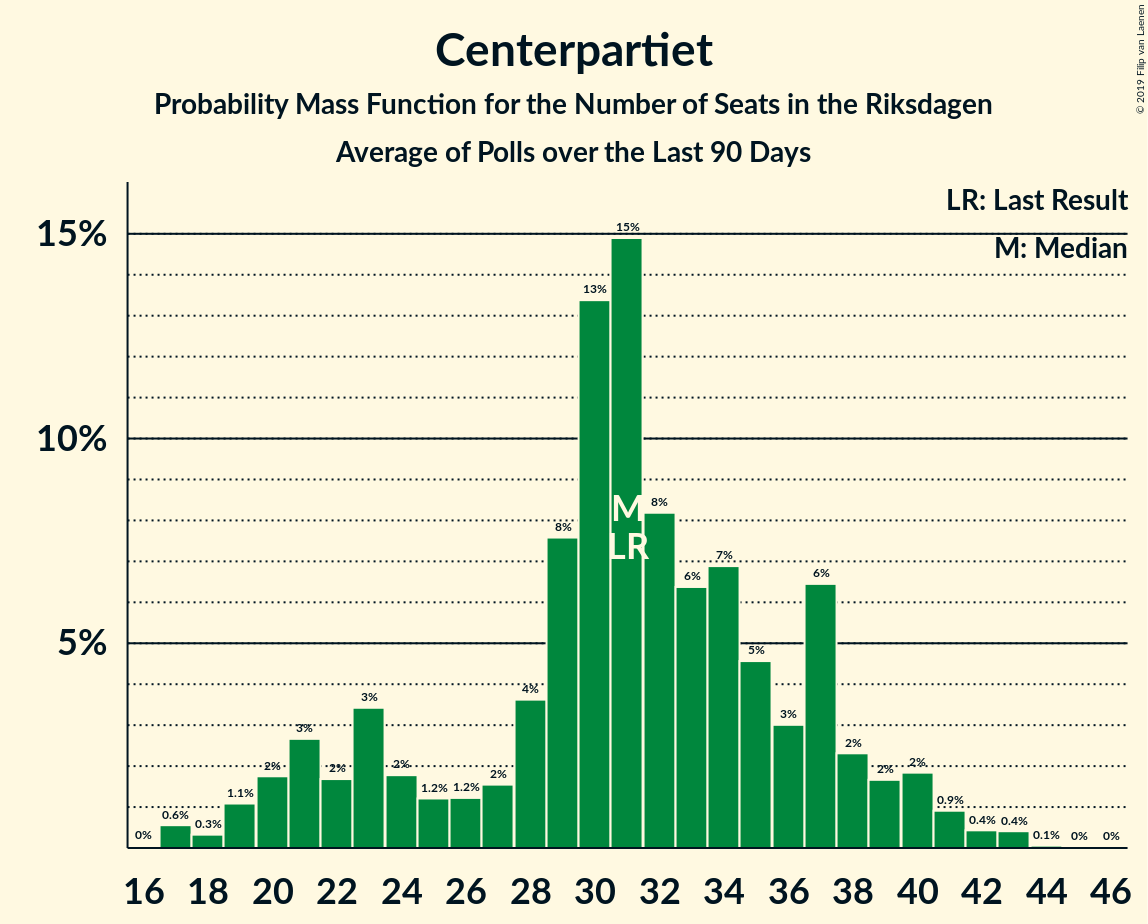 Centerpartiet
Probability Mass Function for the Number of Seats in the Riksdagen
Average of Polls over the Last 90 Days
© 2019 Filip van Laenen
LR: Last Result
M: Median
15%
10%
5%
0% 0.6% 0.3% 1.1% 2% 3% 2% 3% 2% 1.2% 1.2% 2% 4% 8% 13% 15% 8% 6% 7% 5% 3% 6% 2% 2% 2% 0.9% 0.4% 0.4% 0.1% 0% 0%
M
LR
16 18 20 22 24 26 28 30 32 34 36 38 40 42 44 46